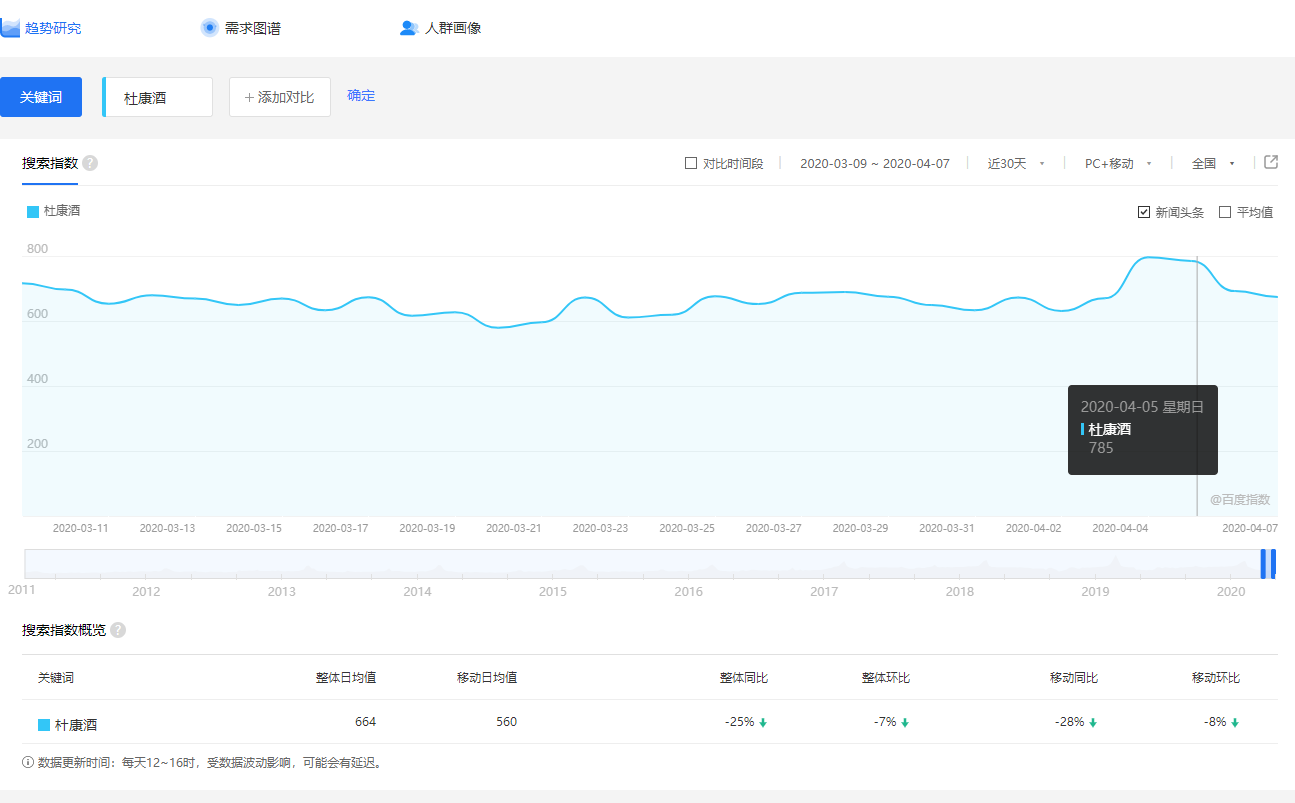 趋势研究 需求图谱 人群画像
关键词 杜康酒 +添加对比 确定
搜索指数 ? 对比时间段 2020-03-09 ~ 2020-04-07 近30天 PC+移动 全国
杜康酒 新闻头条 平均值
800
600
400
2020-04-05 星期日
杜康酒
200
785
@百度指数
2020-03-11 2020-03-13 2020-03-15 2020-03-17 2020-03-19 2020-03-21 2020-03-23 2020-03-25 2020-03-27 2020-03-29 2020-03-31 2020-04-02 2020-04-04 2020-04-07
2011 2012 2013 2014 2015 2016 2017 2018 2019 2020
搜索指数概览 ?
关键词 整体日均值 移动日均值 整体同比 整体环比 移动同比 移动环比
杜康酒 664 560 -25% -7% -28% -8%
数据更新时间：每天12~16时，受数据波动影响，可能会有延迟。